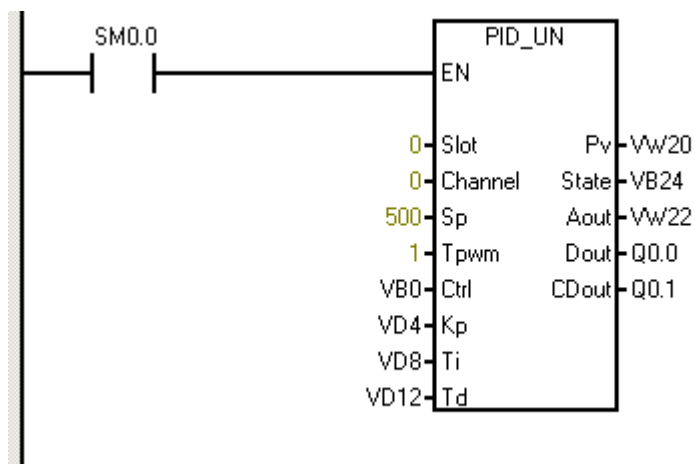 SM0.0 PID_UN
EN
0 Slot Pv VW20
0 Channel State VB24
500 Sp Aout VW22
1 Tpwm Dout Q0.0
VB0 Ctrl CDout Q0.1
VD4 Kp
VD8 Ti
VD12 Td